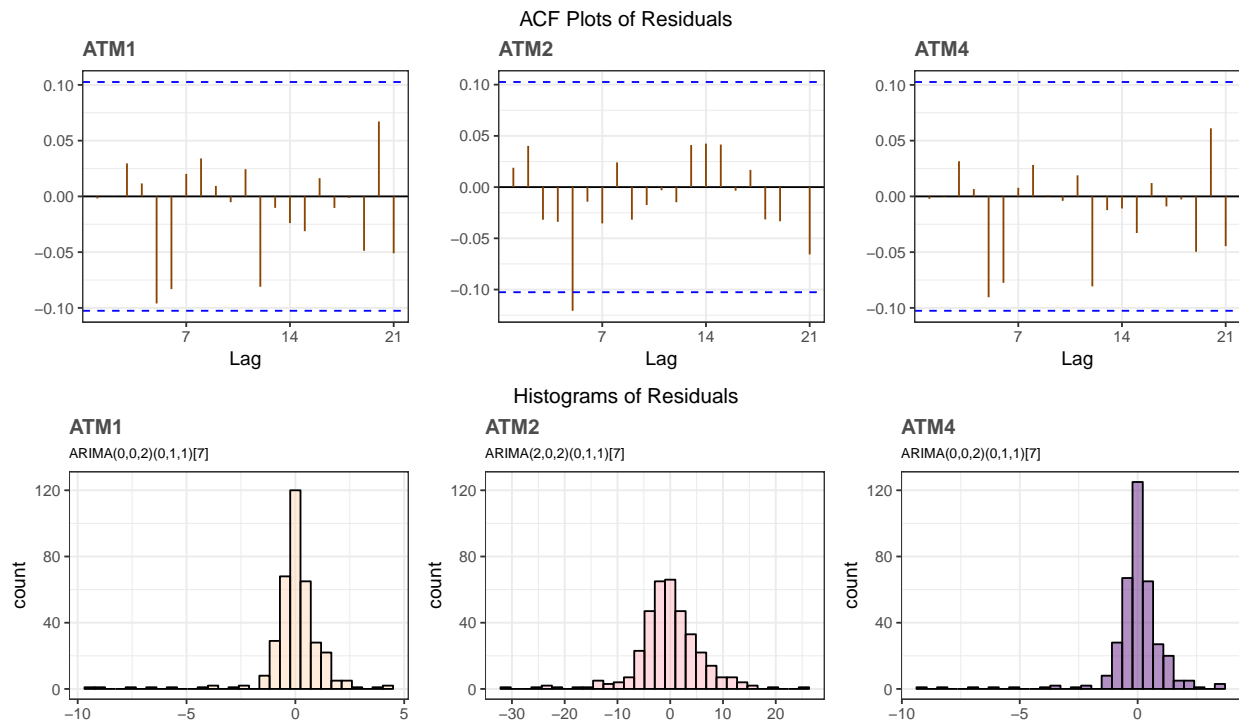 ACF Plots of Residuals
ATM1 ATM2 ATM4
0.10 0.10 0.10
0.05 0.05 0.05
0.00 0.00 0.00
−0.05 −0.05 −0.05
−0.10 −0.10 −0.10
7 14 21 7 14 21 7 14 21
Lag Lag Lag
Histograms of Residuals
ATM1 ATM2 ATM4
ARIMA(0,0,2)(0,1,1)[7] ARIMA(2,0,2)(0,1,1)[7] ARIMA(0,0,2)(0,1,1)[7]
120 120 120
80 80 80
count count count
40 40 40
0 0 0
−10 −5 0 5 −30 −20 −10 0 10 20 −10 −5 0